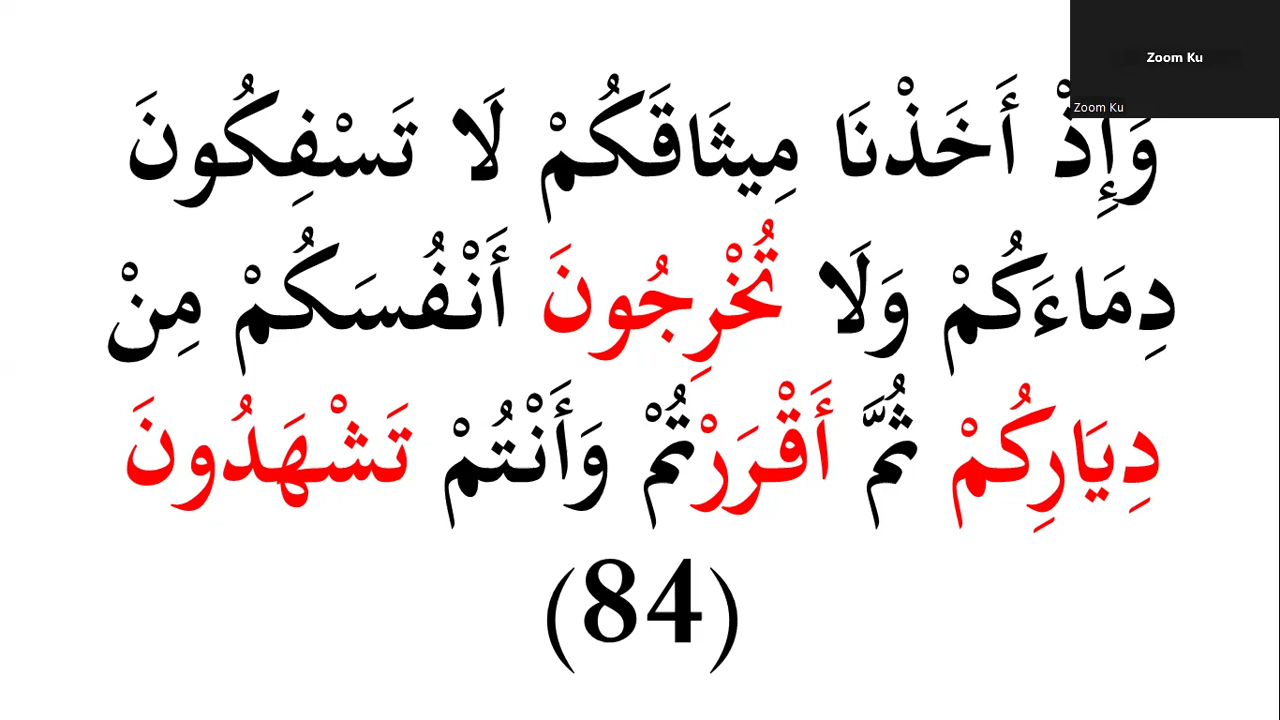 Zoom Ku
Zoom Ku
وَإِذْ أَخَذْنَا مِيثَاقَكُمْ لَا تَسْفِكُونَ
دِمَاءَكُمْ وَلَا تُخْرِجُونَ أَنْفُسَكُمْ مِنْ
دِيَارِكُمْ ثُمَّ أَقْرَرْتُمْ وَأَنْتُمْ تَشْهَدُونَ
(84)